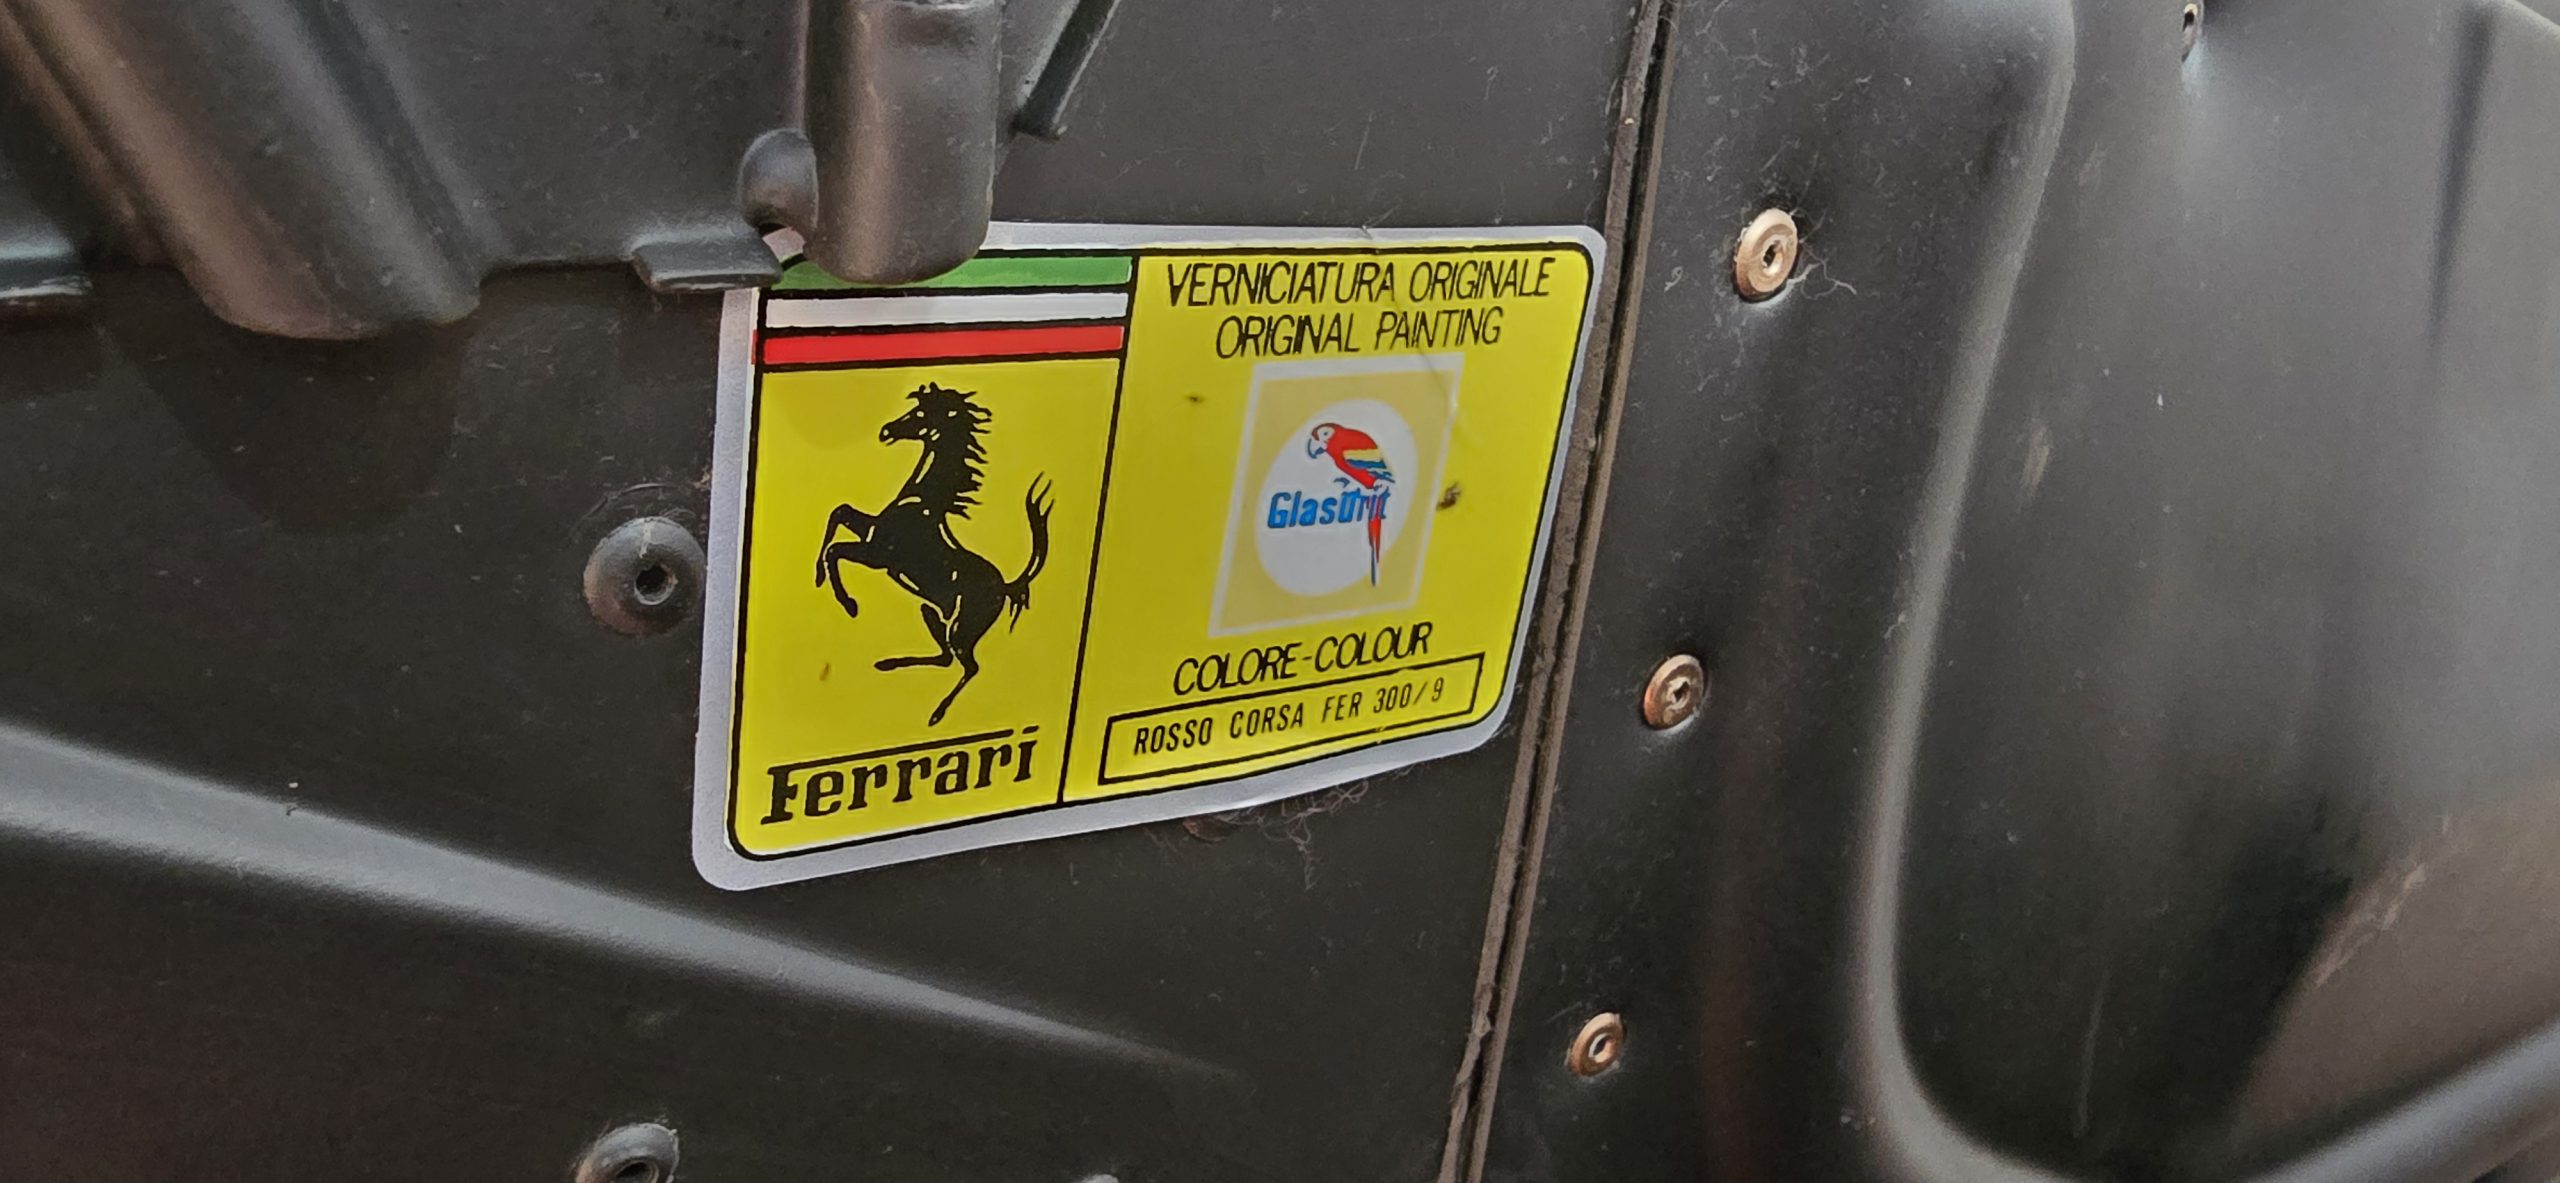 VERNICIATURA ORIGINALE
ORIGINAL PAINTING
Glasurit
COLORE-COLOUR
ROSSO CORSA FER 300/9
Ferrari